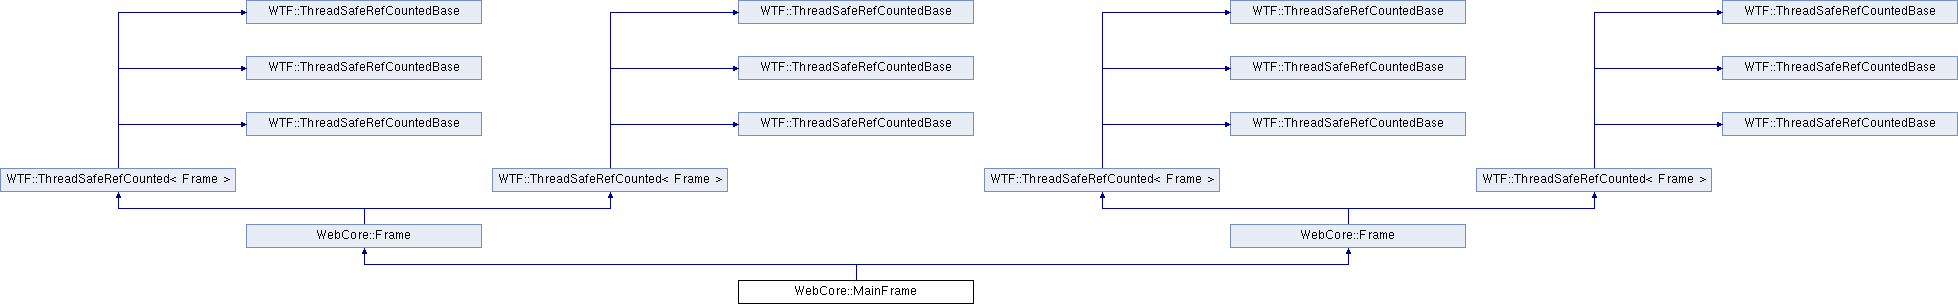 WTF::ThreadSafeRefCountedBase WTF::ThreadSafeRefCountedBase WTF::ThreadSafeRefCountedBase WTF::ThreadSafeRefCountedBase
WTF::ThreadSafeRefCountedBase WTF::ThreadSafeRefCountedBase WTF::ThreadSafeRefCountedBase WTF::ThreadSafeRefCountedBase
WTF::ThreadSafeRefCountedBase WTF::ThreadSafeRefCountedBase WTF::ThreadSafeRefCountedBase WTF::ThreadSafeRefCountedBase
WTF::ThreadSafeRefCounted< Frame > WTF::ThreadSafeRefCounted< Frame > WTF::ThreadSafeRefCounted< Frame > WTF::ThreadSafeRefCounted< Frame >
WebCore::Frame WebCore::Frame
WebCore::MainFrame